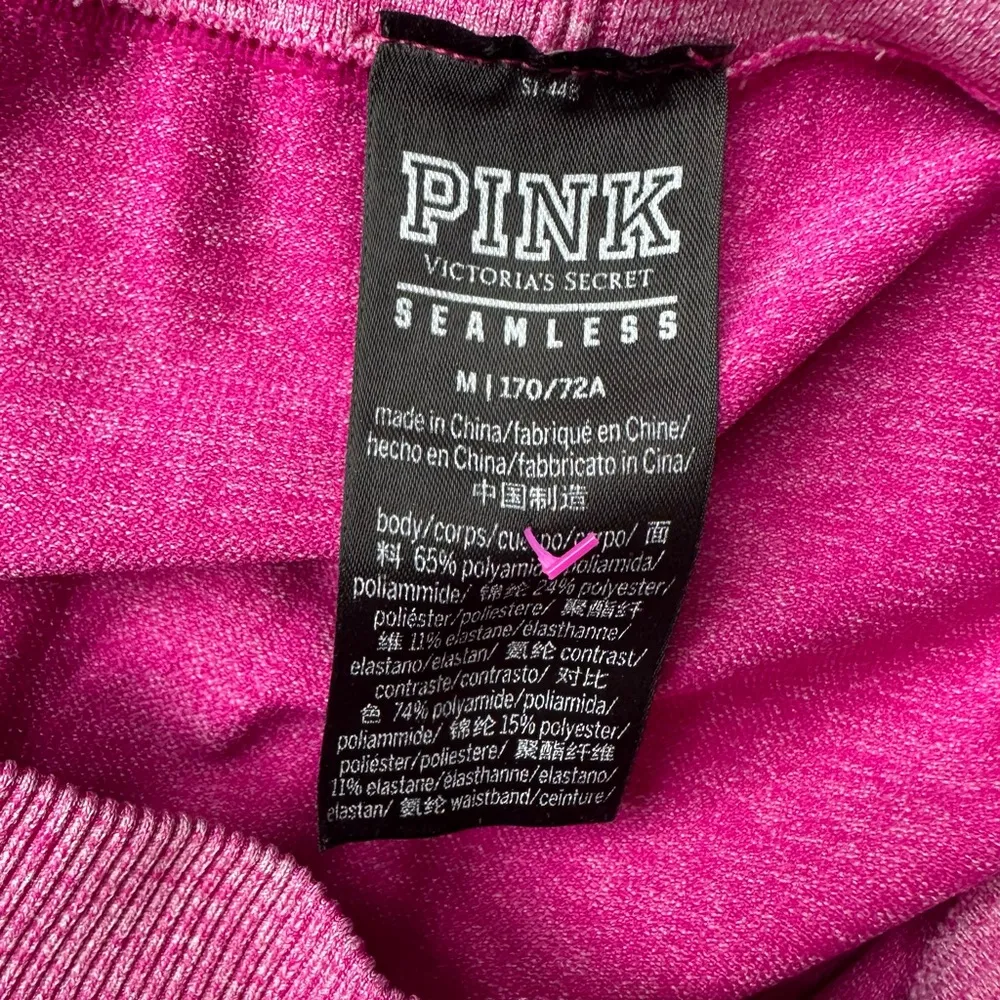 PINK
VICTORIA'S SECRET
SEAMLESS
M | 170/72A
made in China/fabriqué en Chine/
hecho en China/fabbricato in Cina/
中国制造
body/corps/cuerpo/corpo/ 面
料 65% polyamide/poliamida/
poliammide/ 锦纶 24% polyester/
poliéster/poliestere/ 聚酯纤
维 11% elastane/élasthanne/
elastano/elastan/ 氨纶 contrast/
contraste/contrasto/ 对比
色 74% polyamide/poliamida/
poliammide/ 锦纶 15% polyester/
poliéster/poliestere/ 聚酯纤维
11% elastane/élasthanne/elastano/
elastan/ 氨纶 waistband/ceinture/